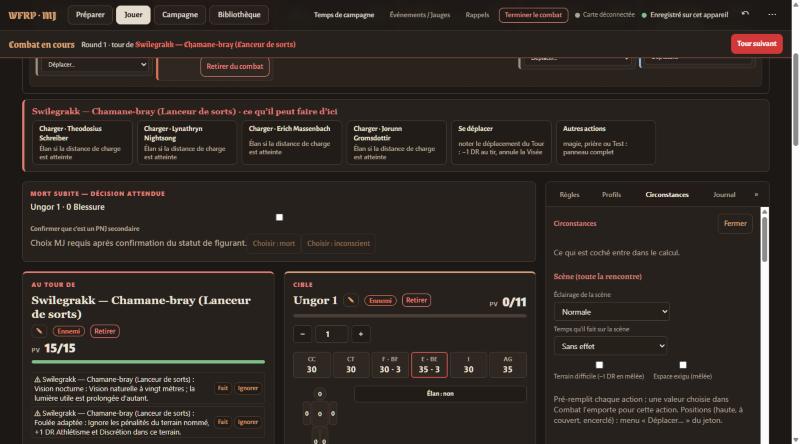 WFRP · MJ
Préparer
Jouer
Campagne
Bibliothèque
Temps de campagne
Événements / Jauges
Rappels
Terminer le combat
Carte déconnectée
Enregistré sur cet appareil
Combat en cours
Round 1 · tour de Swilegrakk — Chamane-bray (Lanceur de sorts)
Tour suivant
Déplacer...
Retirer du combat
Swilegrakk — Chamane-bray (Lanceur de sorts) · ce qu'il peut faire d'ici
Charger · Theodosius Schreiber
Élan si la distance de charge est atteinte
Charger · Lynathryn Nightsong
Élan si la distance de charge est atteinte
Charger · Erich Massenbach
Élan si la distance de charge est atteinte
Charger · Jorunn Gromsdottir
Élan si la distance de charge est atteinte
Se déplacer
noter le déplacement du Tour : −1 DR au tir, annule la Visée
Autres actions
magie, prière ou Test : panneau complet
MORT SUBITE — DÉCISION ATTENDUE
Ungor 1 · 0 Blessure
Confirmer que c'est un PNJ secondaire
Choix MJ requis après confirmation du statut de figurant.
Choisir : mort
Choisir : inconscient
AU TOUR DE
Swilegrakk — Chamane-bray (Lanceur de sorts)
Ennemi
Retirer
PV 15/15
⚠ Swilegrakk — Chamane-bray (Lanceur de sorts) :
Vision nocturne : Vision naturelle à vingt mètres ; la
lumière utile est prolongée d'autant.
Fait
Ignorer
⚠ Swilegrakk — Chamane-bray (Lanceur de sorts) :
Foulée adaptée : Ignore les pénalités du terrain nommé,
+1 DR Athlétisme et Discrétion dans ce terrain.
Fait
Ignorer
CIBLE
Ungor 1
Ennemi
Retirer
PV 0/11
−
1
+
CC
30
CT
30
F · BF
30 · 3
E · BE
35 · 3
I
30
AG
35
0
0 0 0
0 0
Élan : non
Règles
Profils
Circonstances
Journal
»
Circonstances
Fermer
Ce qui est coché entre dans le calcul.
Scène (toute la rencontre)
Éclairage de la scène
Normale
Temps qu'il fait sur la scène
Sans effet
Terrain difficile (−1 DR en mêlée)
Espace exigu (mêlée)
Pré-remplit chaque action ; une valeur choisie dans
Combat l'emporte pour cette action. Positions (haute, à
couvert, encerclé) : menu « Déplacer... » du jeton.